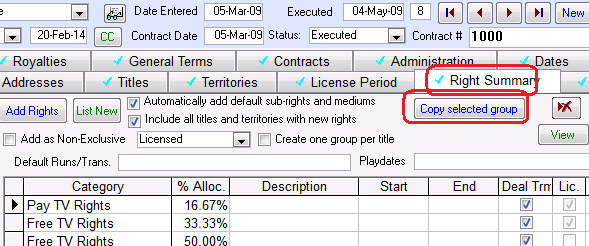 e Date Entered 05-Mar-09 Executed 04-May-09 8 New
20-Feb-14 CC Contract Date 05-Mar-09 Status: Executed Contract # 1000
Royalties General Terms Contracts Administration Dates
Addresses Titles Territories License Period Right Summary
Add Rights List New Automatically add default sub-rights and mediums Copy selected group
Include all titles and territories with new rights
View
Add as Non-Exclusive Licensed Create one group per title
Default Runs/Trans. Playdates
Category % Alloc. Description Start End Deal Trm Lic.
Pay TV Rights 16.67%
Free TV Rights 33.33%
Free TV Rights 50.00%